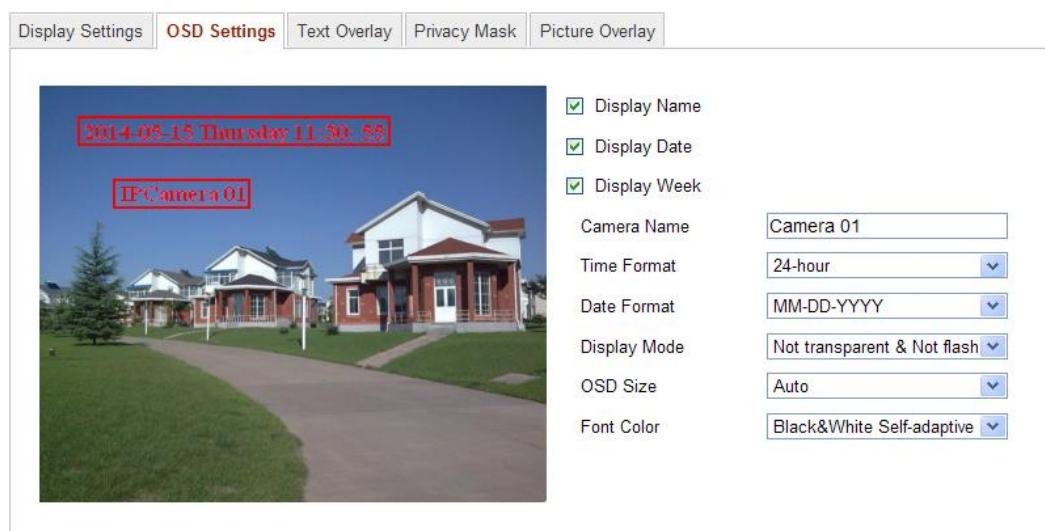 Display Settings OSD Settings Text Overlay Privacy Mask Picture Overlay
2014-05-15 Thursday 11:30: 55
IPCamera 01
Display Name
Display Date
Display Week
Camera Name Camera 01
Time Format 24-hour
Date Format MM-DD-YYYY
Display Mode Not transparent & Not flash
OSD Size Auto
Font Color Black&White Self-adaptive